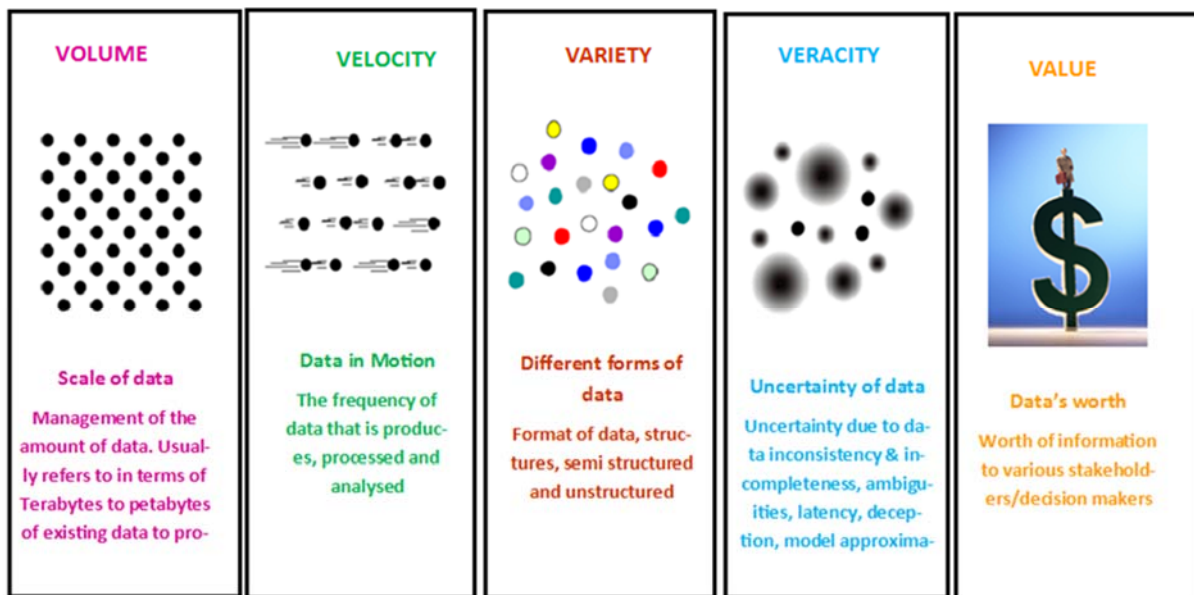 VOLUME
Scale of data
Management of the
amount of data. Usual-
ly refers to in terms of
Terabytes to petabytes
of existing data to pro-
VELOCITY
Data in Motion
The frequency of
data that is produc-
es, processed and
analysed
VARIETY
Different forms of
data
Format of data, struc-
tures, semi structured
and unstructured
VERACITY
Uncertainty of data
Uncertainty due to da-
ta inconsistency & in-
completeness, ambigu-
ities, latency, decep-
tion, model approxima-
VALUE
$
Data's worth
Worth of information
to various stakehold-
ers/decision makers